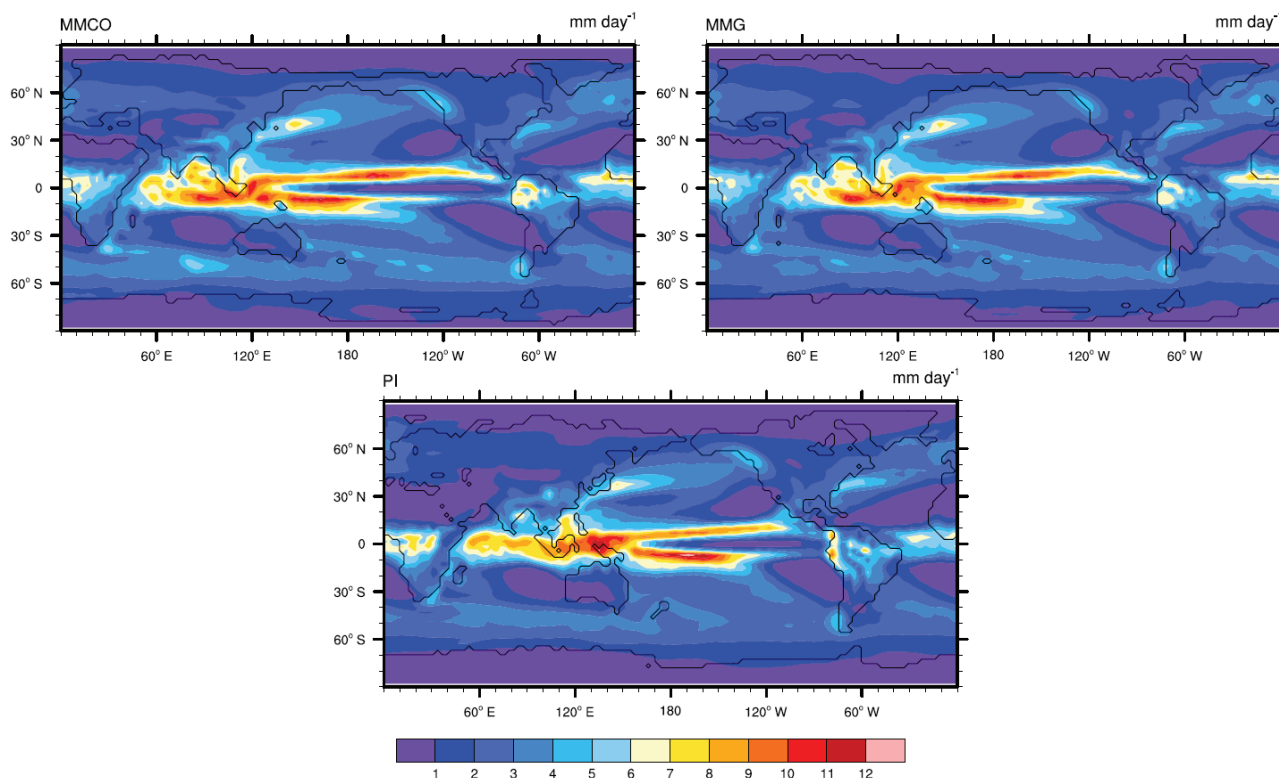 MMCO mm day-1
MMG mm day-1
60° N
30° N
0
30° S
60° S
60° E 120° E 180 120° W 60° W
60° N
30° N
0
30° S
60° S
60° E 120° E 180 120° W 60° W
PI mm day-1
60° N
30° N
0
30° S
60° S
60° E 120° E 180 120° W 60° W
1 2 3 4 5 6 7 8 9 10 11 12